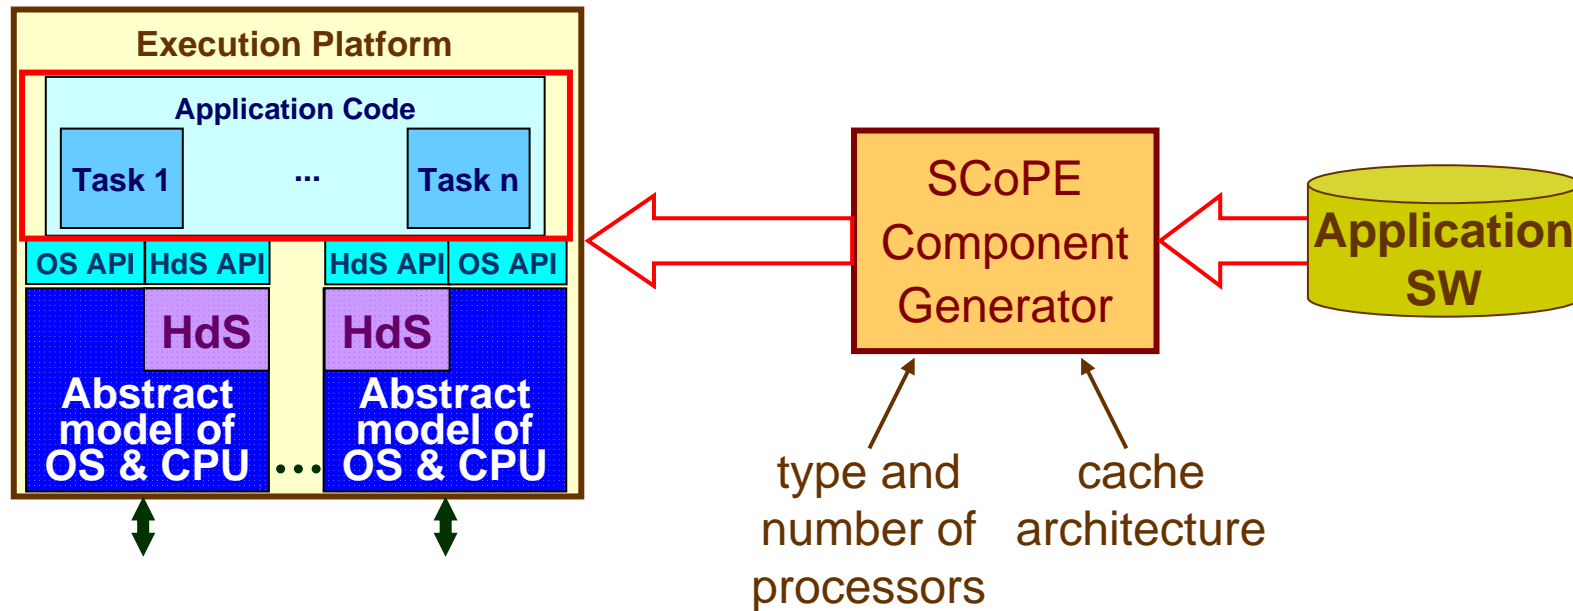 Execution Platform
Application Code
Task 1
...
Task n
OS API
HdS API
HdS API
OS API
HdS
HdS
Abstract
model of
OS & CPU
...
Abstract
model of
OS & CPU
SCoPE
Component
Generator
Application
SW
type and
number of
processors
cache
architecture